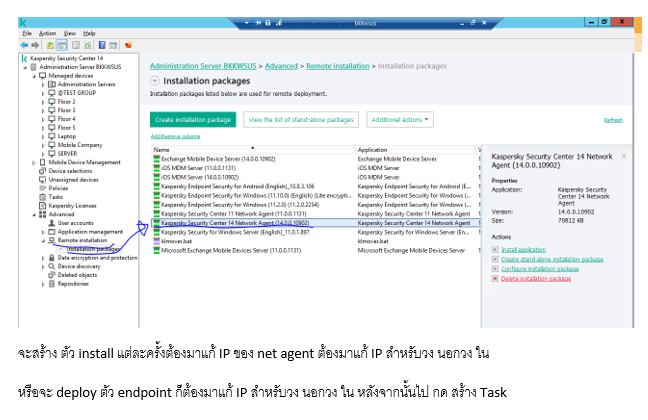 bkkwsus
File Action View Help
Kaspersky Security Center 14
Administration Server BKKWSUS
Managed devices
Administration Servers
@TEST GROUP
Floor 2
Floor 3
Floor 4
Floor 5
Laptop
Mobile Company
SERVER
Mobile Device Management
Device selections
Unassigned devices
Policies
Tasks
Kaspersky Licenses
Advanced
User accounts
Application management
Remote installation
Installation packages
Data encryption and protection
Device discovery
Deleted objects
Repositories
Administration Server BKKWSUS > Advanced > Remote installation > Installation packages
Installation packages
Installation packages listed below are used for remote deployment.
Create installation package View the list of stand-alone packages Additional actions
Refresh
Add/Remove columns
Name Application V
Exchange Mobile Device Server (14.0.0.10902) Exchange Mobile Device Server 1
iOS MDM Server (11.0.0.1131) iOS MDM Server 1
iOS MDM Server (14.0.0.10902) iOS MDM Server 1
Kaspersky Endpoint Security for Android (English)_10.8.3.106 Kaspersky Endpoint Security for Android (E... 1
Kaspersky Endpoint Security for Windows (11.10.0) (English) (Lite encrypti... Kaspersky Endpoint Security for Windows (... 1
Kaspersky Endpoint Security for Windows (11.2.0) (11.2.0.2254) Kaspersky Endpoint Security for Windows (... 1
Kaspersky Security Center 11 Network Agent (11.0.0.1131) Kaspersky Security Center 11 Network Agent 1
Kaspersky Security Center 14 Network Agent (14.0.0.10902) Kaspersky Security Center 14 Network Agent 1
Kaspersky Security for Windows Server (English)_11.0.1.897 Kaspersky Security for Windows Server (En... 1
klmover.bat klmover.bat
Microsoft Exchange Mobile Devices Server (11.0.0.1131) Microsoft Exchange Mobile Devices Server 1
Kaspersky Security Center 14 Network Agent (14.0.0.10902)
Properties
Application: Kaspersky Security Center 14 Network Agent
Version: 14.0.0.10902
Size: 70812 KB
Actions
Install application
Create stand-alone installation package
Configure installation package
Delete installation package
จะสร้าง ตัว install แต่ละครั้งต้องมาแก้ IP ของ net agent ต้องมาแก้ IP สำหรับวง นอกวง ใน
หรือจะ deploy ตัว endpoint ก็ต้องมาแก้ IP สำหรับวง นอกวง ใน หลังจากนั้นไป กด สร้าง Task